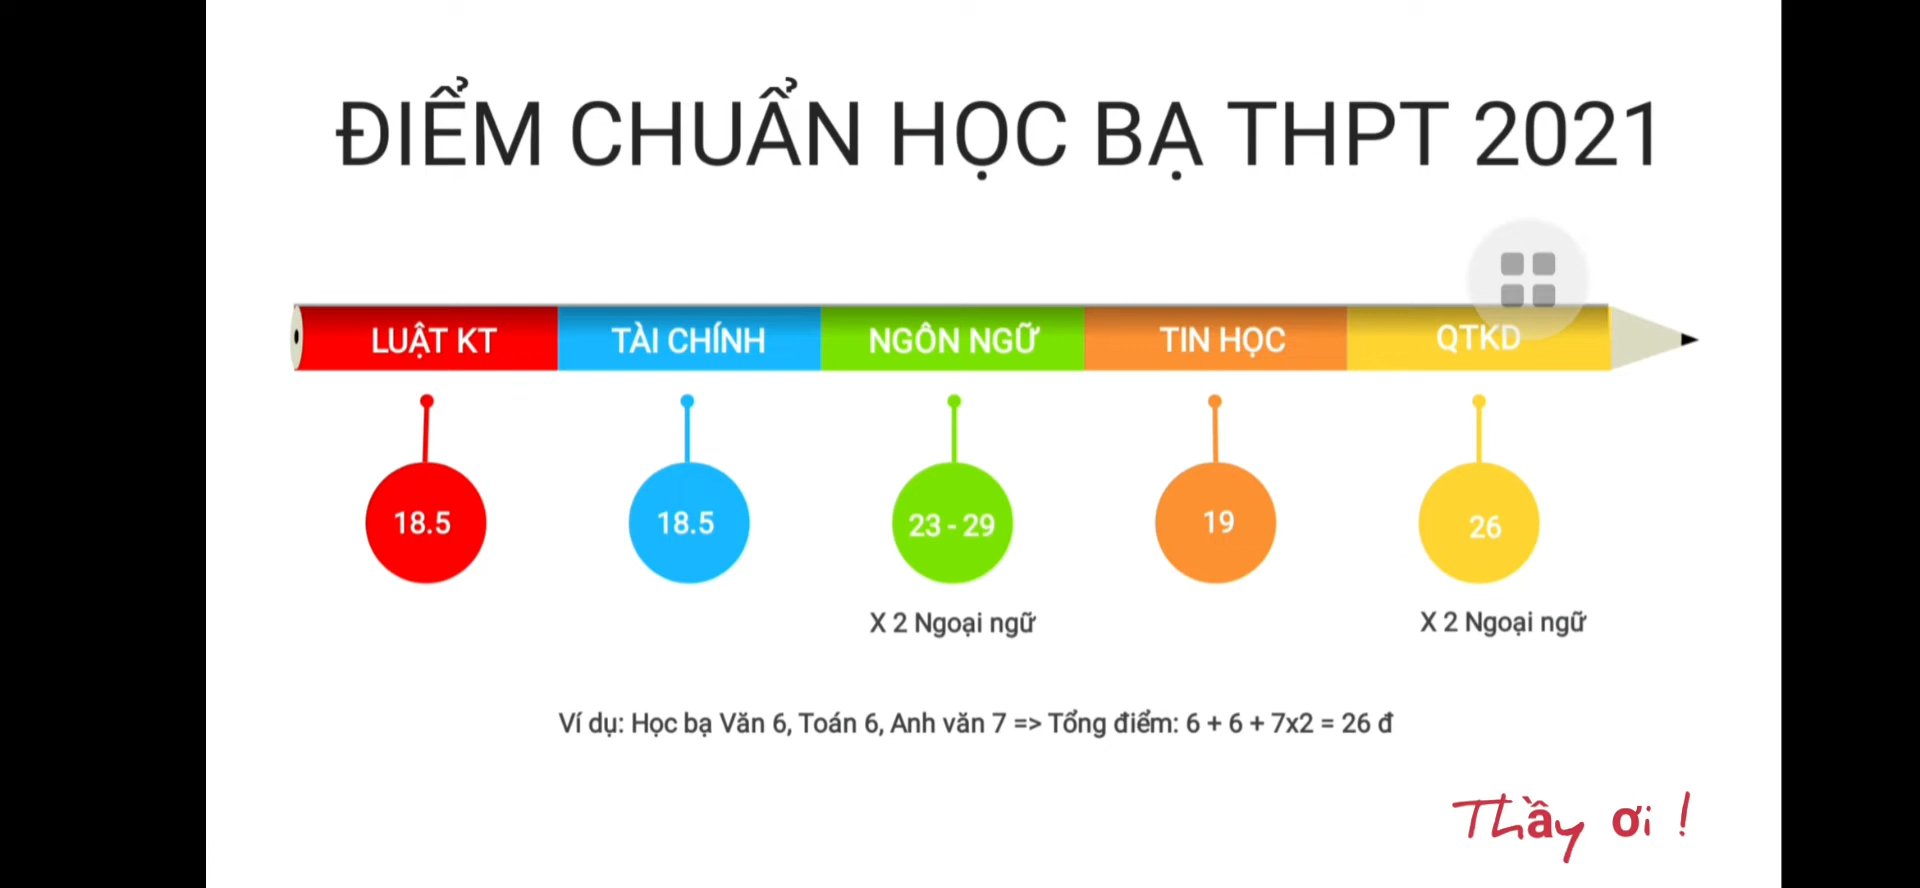 ĐIỂM CHUẨN HỌC BẠ THPT 2021
LUẬT KT
TÀI CHÍNH
NGÔN NGỮ
TIN HỌC
QTKD
18.5
18.5
23 - 29
19
26
X 2 Ngoại ngữ
X 2 Ngoại ngữ
Ví dụ: Học bạ Văn 6, Toán 6, Anh văn 7 => Tổng điểm: 6 + 6 + 7x2 = 26 đ
Thầy ơi !